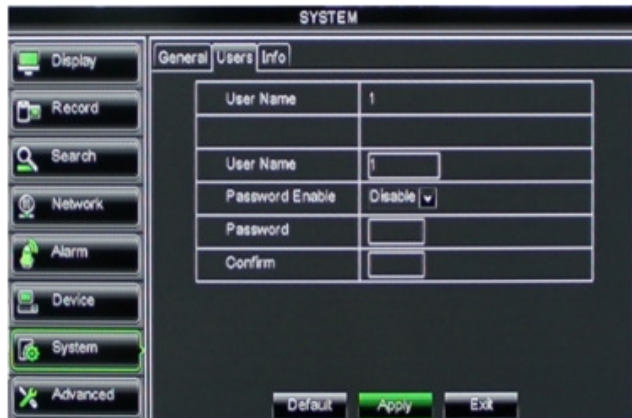 SYSTEM
Display
Record
Search
Network
Alarm
Device
System
Advanced
General Users Info
User Name 1
User Name 1
Password Enable Disable
Password
Confirm
Default Apply Exit